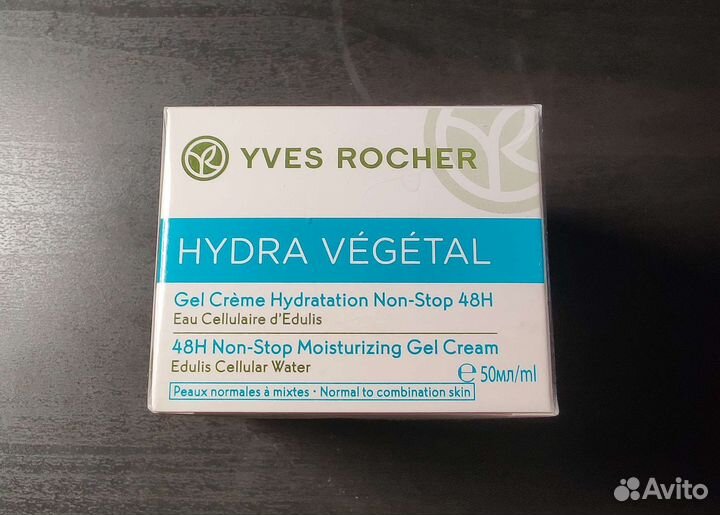 YVES ROCHER
HYDRA VÉGÉTAL
Gel Crème Hydratation Non-Stop 48H
Eau Cellulaire d'Edulis
48H Non-Stop Moisturizing Gel Cream
Edulis Cellular Water
℮ 50мл/ml
Peaux normales à mixtes · Normal to combination skin
Avito